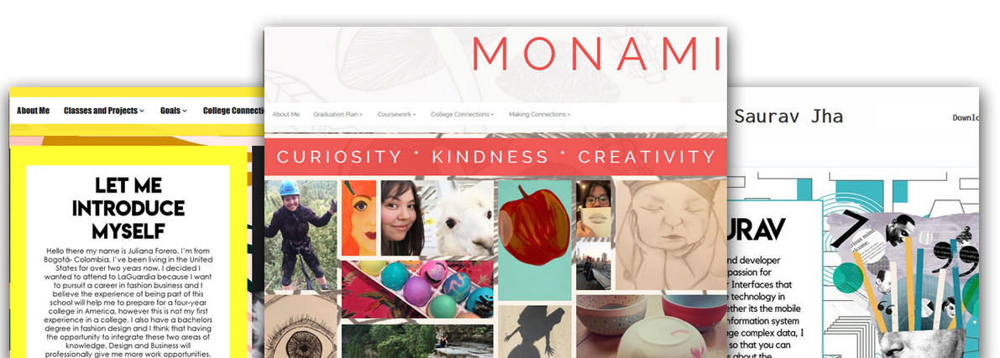 About Me Classes and Projects Goals College Connecti
LET ME
INTRODUCE
MYSELF
Hello there my name is Juliana Forero, I'm from
Bogotá- Colombia. I've been living in the United
States for over two years now. I decided I
wanted to attend to LaGuardia because I want
to pursuit a career in fashion business and I
believe the experience of being part of this
school will help me to prepare for a four-year
college in America, however this is not my first
experience in a college, I also have a bachelors
degree in fashion design and I think that having
the opportunity to integrate these two areas of
knowledge, Design and Business will
professionally give me more work opportunities.
MONAMI
About Me Graduation Plan Coursework College Connections Making Connections
CURIOSITY * KINDNESS * CREATIVITY
Saurav Jha
Downlo
URAV
nd developer
passion for
r Interfaces that
e technology in
ether its the mobile
nformation system
ge complex data, I
so that you can
s about the